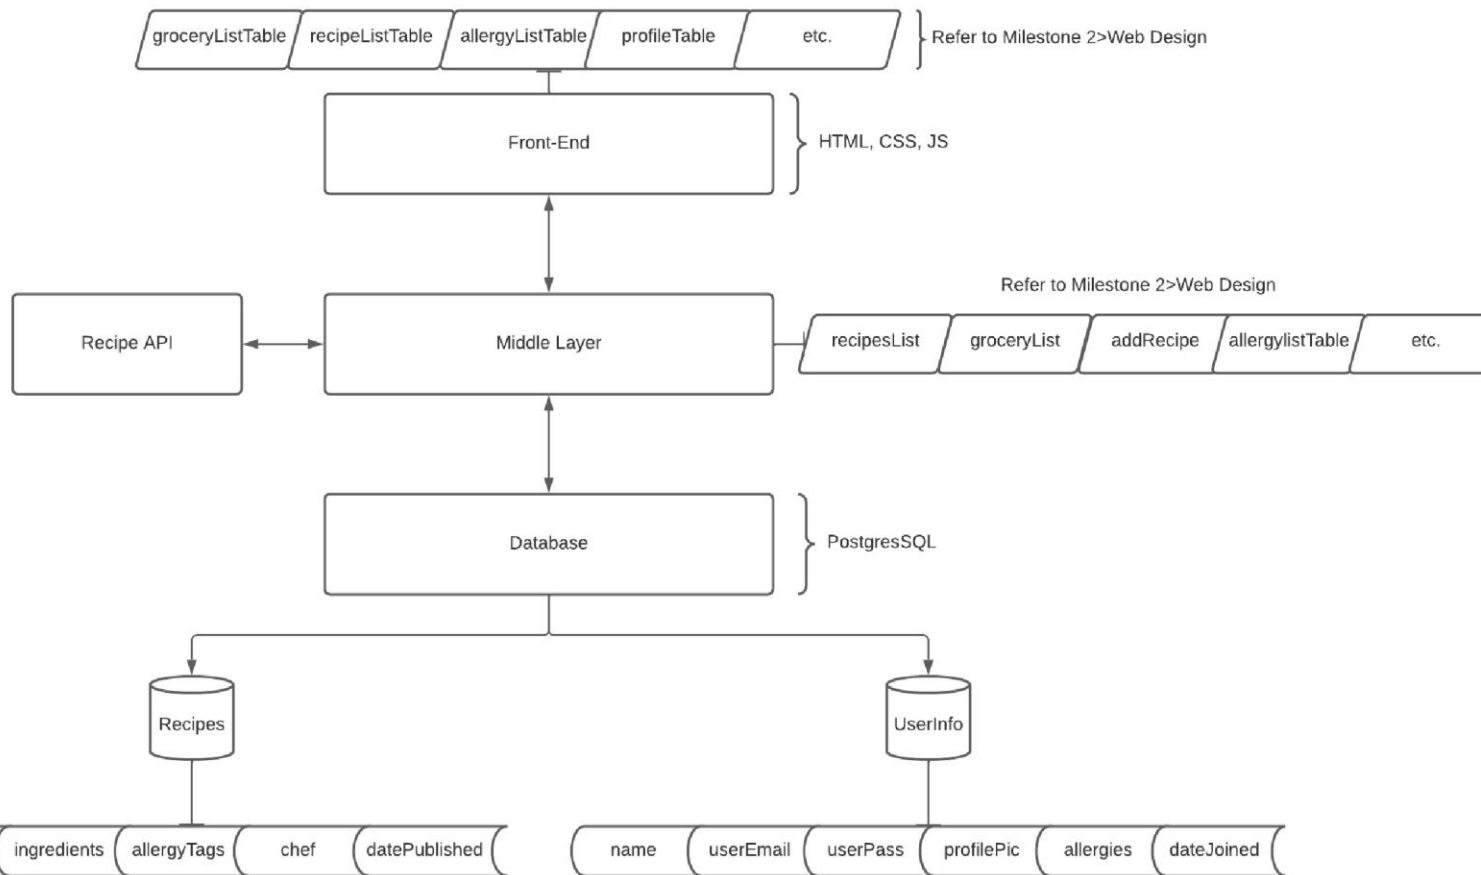 groceryListTable recipeListTable allergyListTable profileTable etc. Refer to Milestone 2>Web Design
Front-End HTML, CSS, JS
Refer to Milestone 2>Web Design
Recipe API Middle Layer recipesList groceryList addRecipe allergylistTable etc.
Database PostgresSQL
Recipes UserInfo
ingredients allergyTags chef datePublished name userEmail userPass profilePic allergies dateJoined